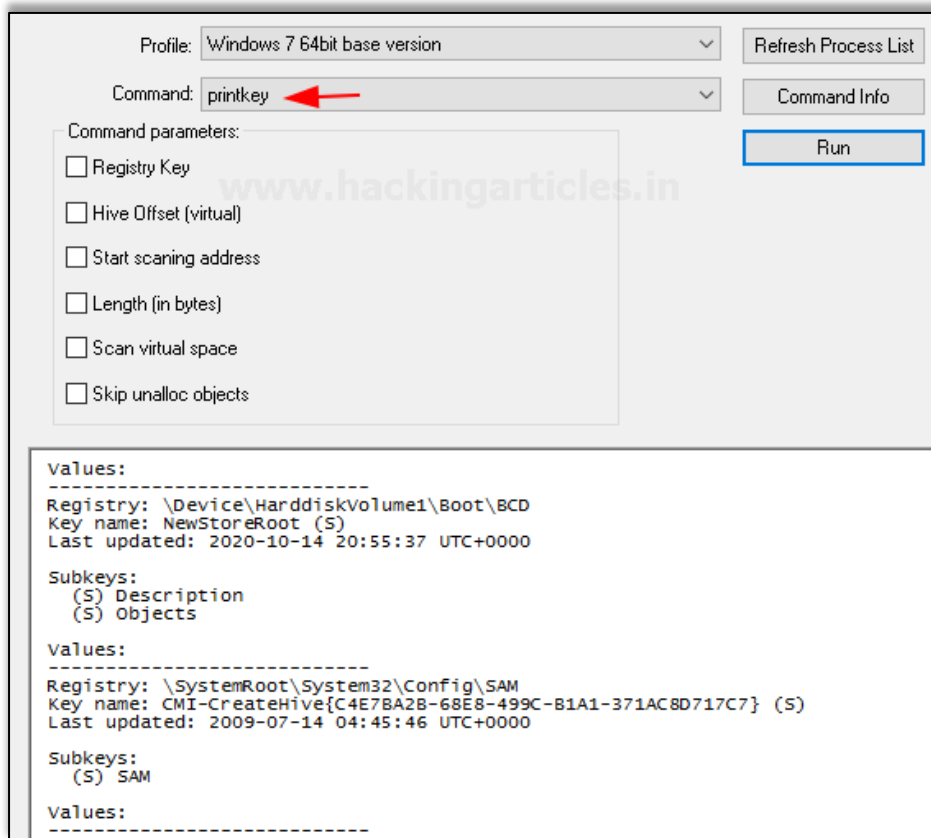 Profile: Windows 7 64bit base version Refresh Process List
Command: printkey Command Info
Command parameters: Run
Registry Key
www.hackingarticles.in
Hive Offset (virtual)
Start scaning address
Length (in bytes)
Scan virtual space
Skip unalloc objects
Values:
----------------------------
Registry: \Device\HarddiskVolume1\Boot\BCD
Key name: NewStoreRoot (S)
Last updated: 2020-10-14 20:55:37 UTC+0000
Subkeys:
(S) Description
(S) Objects
Values:
----------------------------
Registry: \SystemRoot\System32\Config\SAM
Key name: CMI-CreateHive{C4E7BA2B-68E8-499C-B1A1-371AC8D717C7} (S)
Last updated: 2009-07-14 04:45:46 UTC+0000
Subkeys:
(S) SAM
Values:
----------------------------